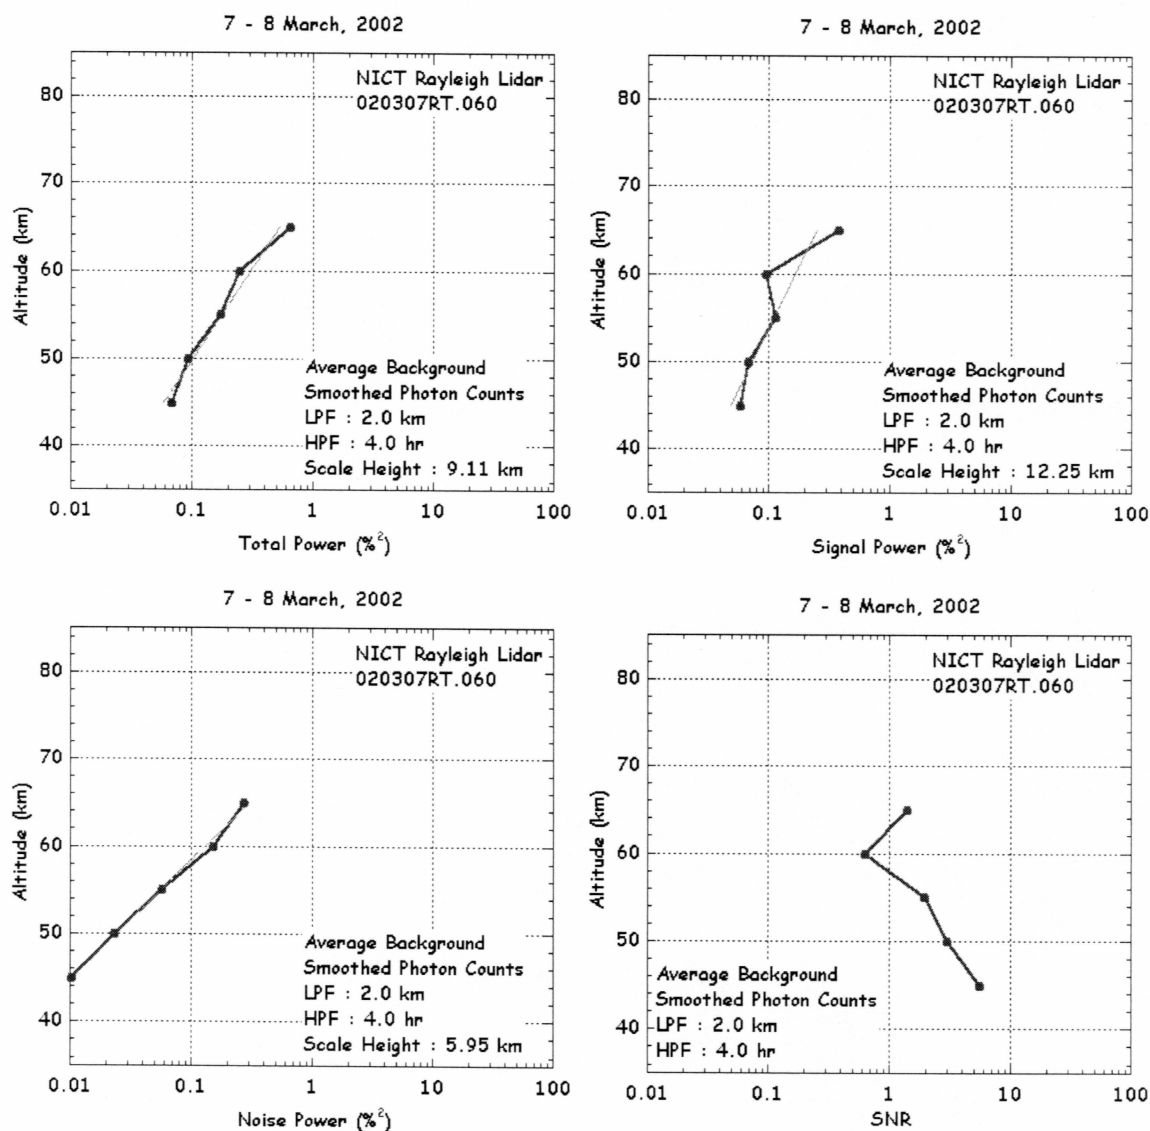 7 - 8 March, 2002
NICT Rayleigh Lidar
020307RT.060
80
70
60
50
40
Altitude (km)
Average Background
Smoothed Photon Counts
LPF : 2.0 km
HPF : 4.0 hr
Scale Height : 9.11 km
0.01 0.1 1 10 100
Total Power (%²)
7 - 8 March, 2002
NICT Rayleigh Lidar
020307RT.060
80
70
60
50
40
Altitude (km)
Average Background
Smoothed Photon Counts
LPF : 2.0 km
HPF : 4.0 hr
Scale Height : 12.25 km
0.01 0.1 1 10 100
Signal Power (%²)
7 - 8 March, 2002
NICT Rayleigh Lidar
020307RT.060
80
70
60
50
40
Altitude (km)
Average Background
Smoothed Photon Counts
LPF : 2.0 km
HPF : 4.0 hr
Scale Height : 5.95 km
0.01 0.1 1 10 100
Noise Power (%²)
7 - 8 March, 2002
NICT Rayleigh Lidar
020307RT.060
80
70
60
50
40
Altitude (km)
Average Background
Smoothed Photon Counts
LPF : 2.0 km
HPF : 4.0 hr
0.01 0.1 1 10 100
SNR